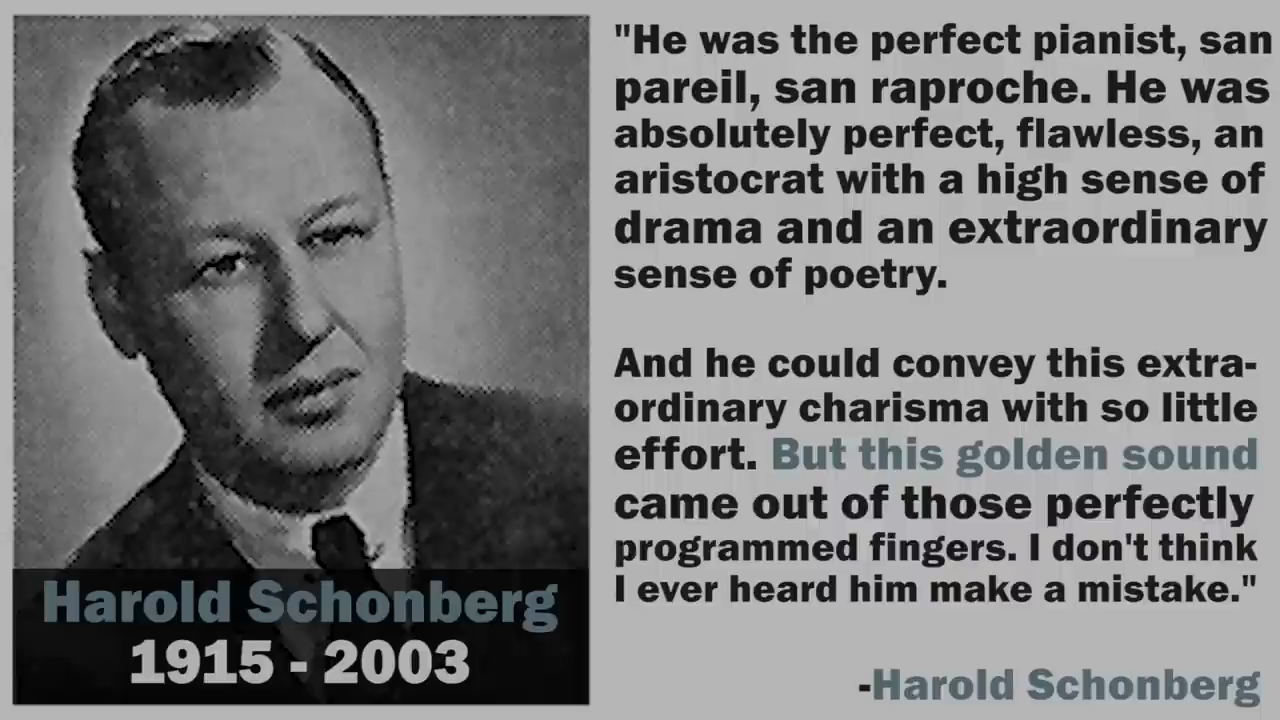 Harold Schonberg
1915 - 2003
"He was the perfect pianist, san
pareil, san raproche. He was
absolutely perfect, flawless, an
aristocrat with a high sense of
drama and an extraordinary
sense of poetry.
And he could convey this extra-
ordinary charisma with so little
effort. But this golden sound
came out of those perfectly
programmed fingers. I don't think
I ever heard him make a mistake."
-Harold Schonberg